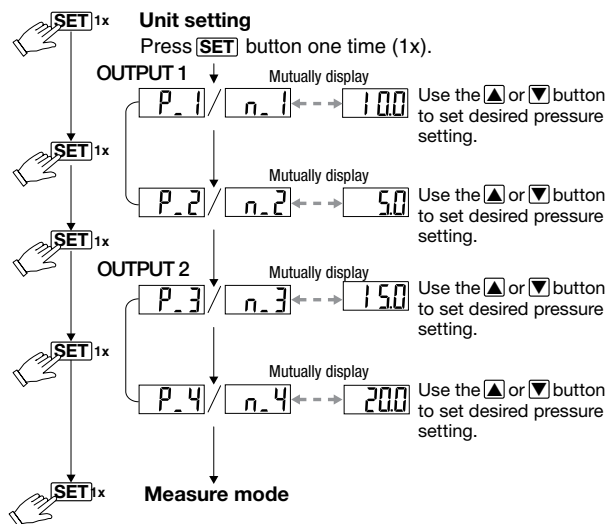 SET 1x Unit setting
Press SET button one time (1x).
OUTPUT 1
Mutually display
P_1 / n_1 10.0
Use the ▲ or ▼ button
to set desired pressure
setting.
SET 1x
Mutually display
P_2 / n_2 5.0
Use the ▲ or ▼ button
to set desired pressure
setting.
SET 1x
OUTPUT 2
Mutually display
P_3 / n_3 15.0
Use the ▲ or ▼ button
to set desired pressure
setting.
SET 1x
Mutually display
P_4 / n_4 20.0
Use the ▲ or ▼ button
to set desired pressure
setting.
SET 1x Measure mode